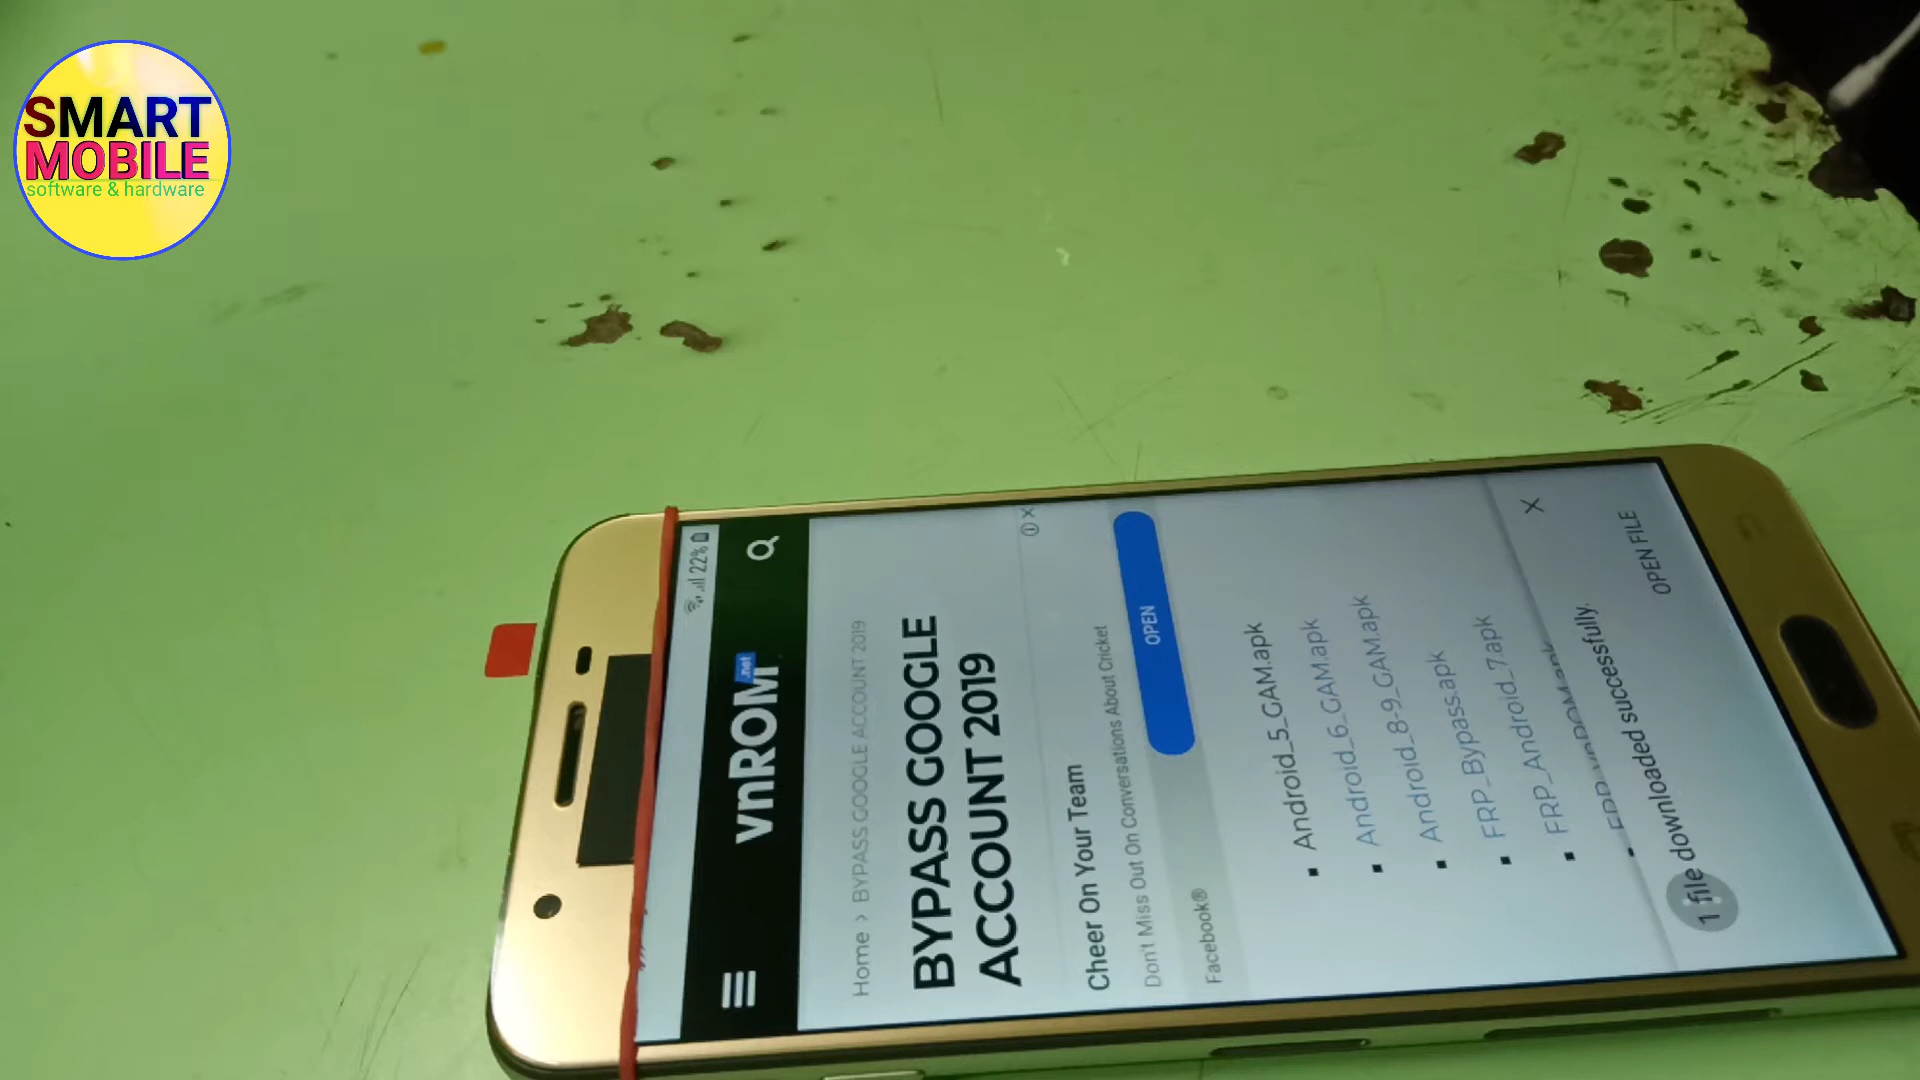 SMART
MOBILE
software & hardware
22%
vnROM
.net
Home > BYPASS GOOGLE ACCOUNT 2019
BYPASS GOOGLE
ACCOUNT 2019
Cheer On Your Team
Don't Miss Out On Conversations About Cricket
Facebook®
OPEN
Android_5_GAM.apk
Android_6_GAM.apk
Android_8-9_GAM.apk
FRP_Bypass.apk
FRP_Android_7.apk
1 file downloaded successfully.
OPEN FILE